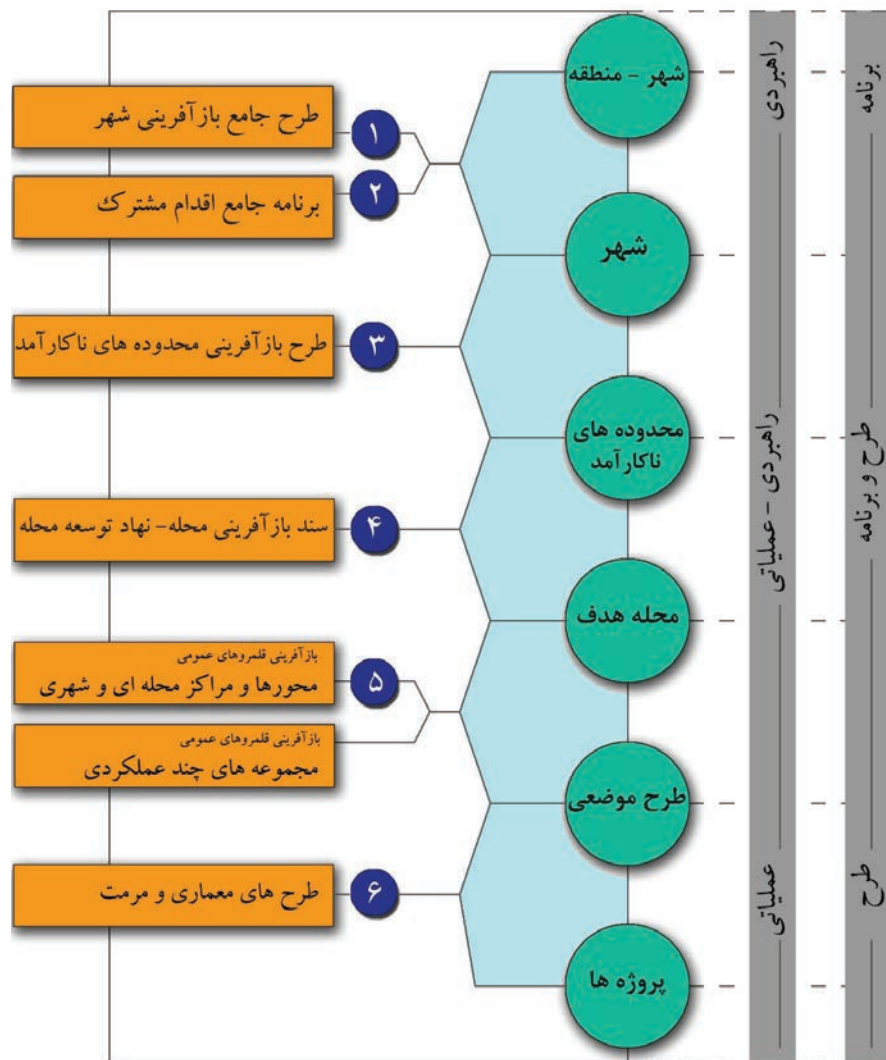 برنامه
طرح و برنامه
طرح
راهبردی
راهبردی - عملیاتی
عملیاتی
شهر - منطقه
شهر
محدوده های
ناکارآمد
محله هدف
طرح موضعی
پروژه ها
۱
طرح جامع بازآفرینی شهر
۲
برنامه جامع اقدام مشترک
۳
طرح بازآفرینی محدوده های ناکارآمد
۴
سند بازآفرینی محله- نهاد توسعه محله
۵
بازآفرینی قلمروهای عمومی
محورها و مراکز محله ای و شهری
بازآفرینی قلمروهای عمومی
مجموعه های چند عملکردی
۶
طرح های معماری و مرمت